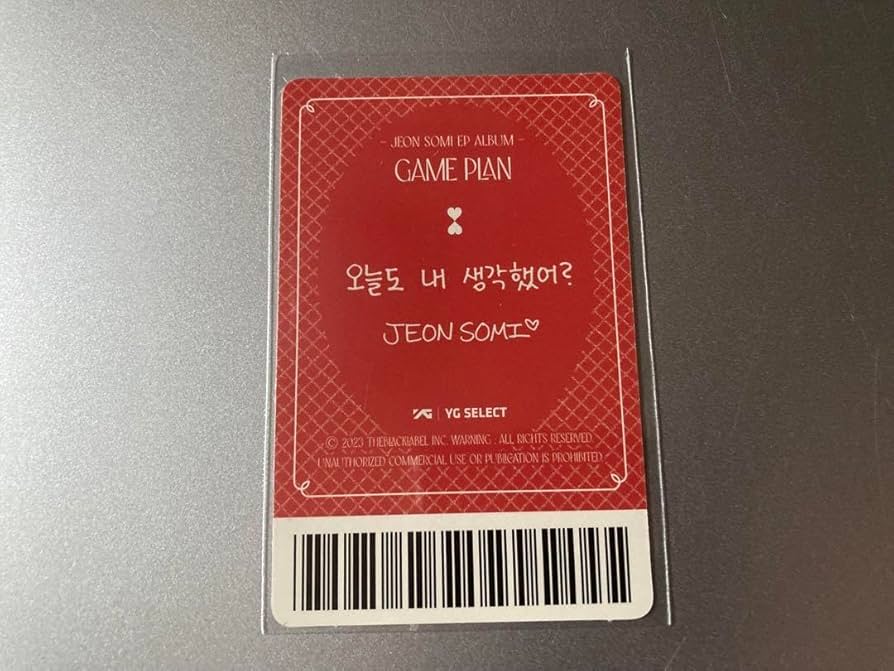 - JEON SOMI EP ALBUM -
GAME PLAN
오늘도 내 생각했어?
JEON SOMI♡
YG | YG SELECT
© 2023 THEBLACKLABEL INC. WARNING : ALL RIGHTS RESERVED.
UNAUTHORIZED COMMERCIAL USE OR PUBLICATION IS PROHIBITED